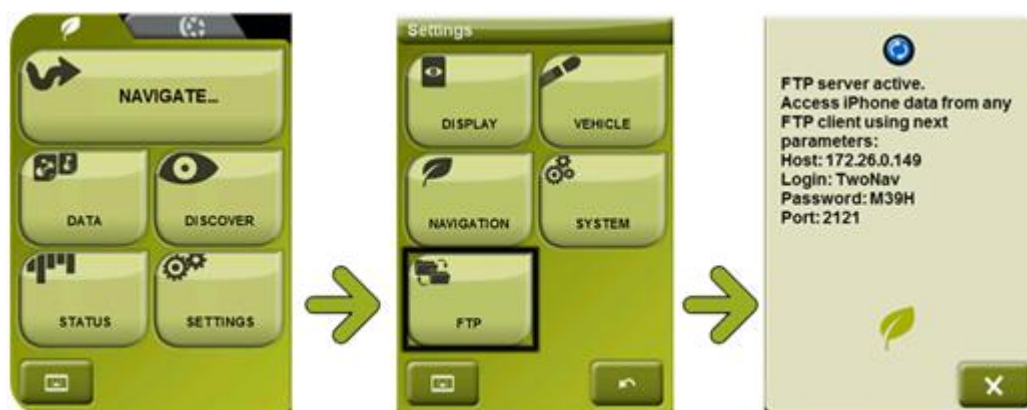 NAVIGATE...
DATA
DISCOVER
STATUS
SETTINGS
Settings
DISPLAY
VEHICLE
NAVIGATION
SYSTEM
FTP
FTP server active.
Access iPhone data from any
FTP client using next
parameters:
Host: 172.26.0.149
Login: TwoNav
Password: M39H
Port: 2121